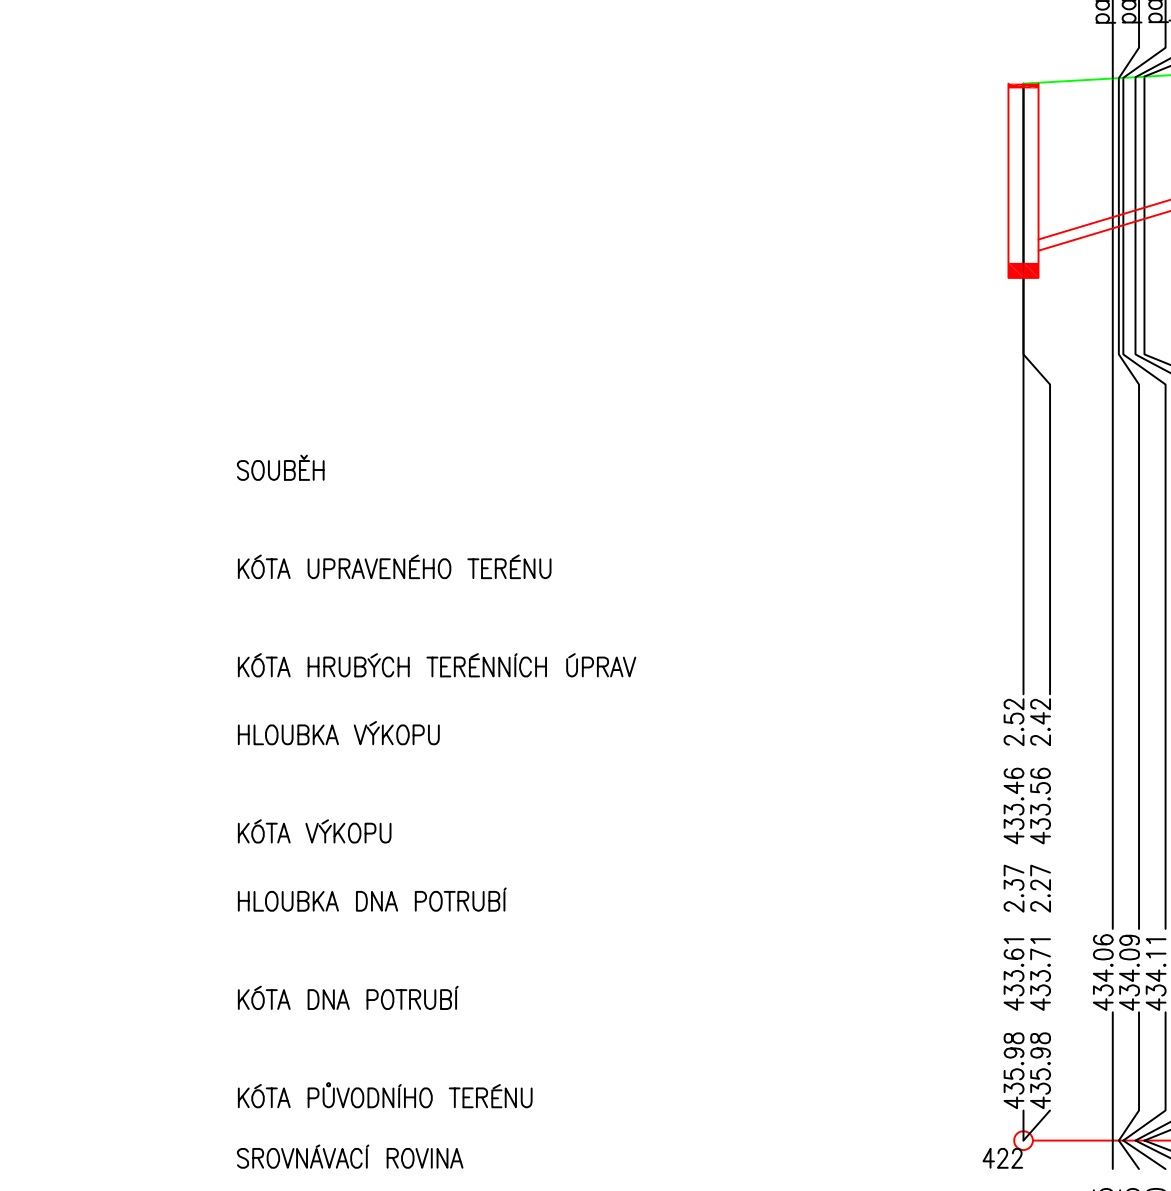 SOUBĚH
KÓTA UPRAVENÉHO TERÉNU
KÓTA HRUBÝCH TERÉNNÍCH ÚPRAV
HLOUBKA VÝKOPU
2.52
2.42
KÓTA VÝKOPU
433.46
433.56
HLOUBKA DNA POTRUBÍ
2.37
2.27
KÓTA DNA POTRUBÍ
433.61
433.71
434.06
434.09
434.11
KÓTA PŮVODNÍHO TERÉNU
435.98
435.98
SROVNÁVACÍ ROVINA
422